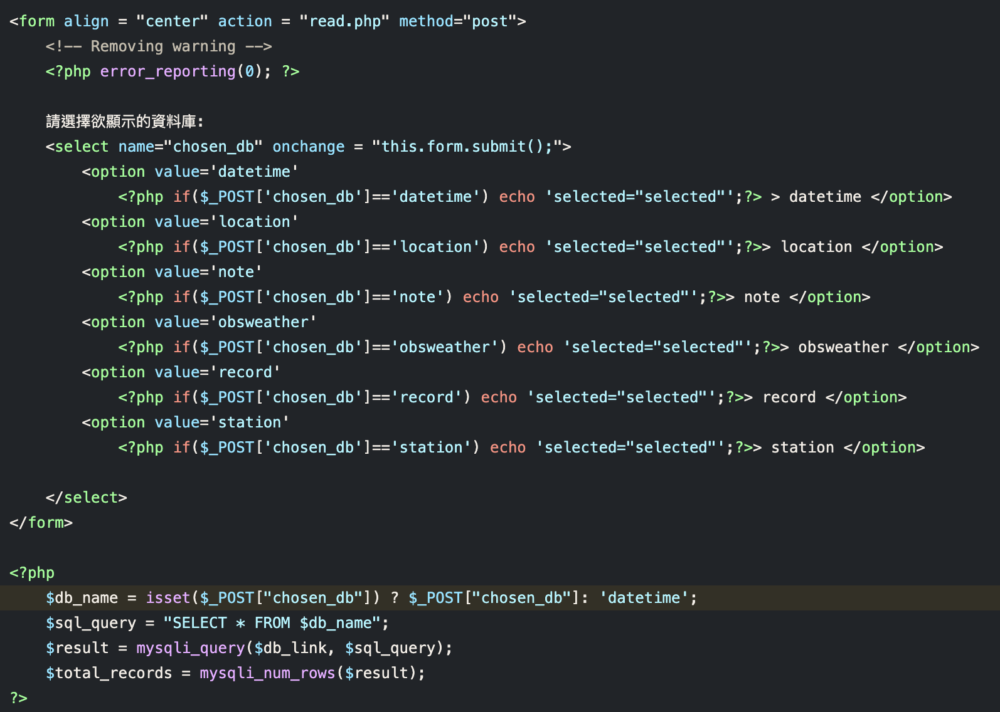 <form align = "center" action = "read.php" method="post">
    <!-- Removing warning -->
    <?php error_reporting(0); ?>

    請選擇欲顯示的資料庫:
    <select name="chosen_db" onchange = "this.form.submit();">
        <option value='datetime'
            <?php if($_POST['chosen_db']=='datetime') echo 'selected="selected"';?> > datetime </option>
        <option value='location'
            <?php if($_POST['chosen_db']=='location') echo 'selected="selected"';?>> location </option>
        <option value='note'
            <?php if($_POST['chosen_db']=='note') echo 'selected="selected"';?>> note </option>
        <option value='obsweather'
            <?php if($_POST['chosen_db']=='obsweather') echo 'selected="selected"';?>> obsweather </option>
        <option value='record'
            <?php if($_POST['chosen_db']=='record') echo 'selected="selected"';?>> record </option>
        <option value='station'
            <?php if($_POST['chosen_db']=='station') echo 'selected="selected"';?>> station </option>

    </select>
</form>

<?php
    $db_name = isset($_POST["chosen_db"]) ? $_POST["chosen_db"]: 'datetime';
    $sql_query = "SELECT * FROM $db_name";
    $result = mysqli_query($db_link, $sql_query);
    $total_records = mysqli_num_rows($result);
?>